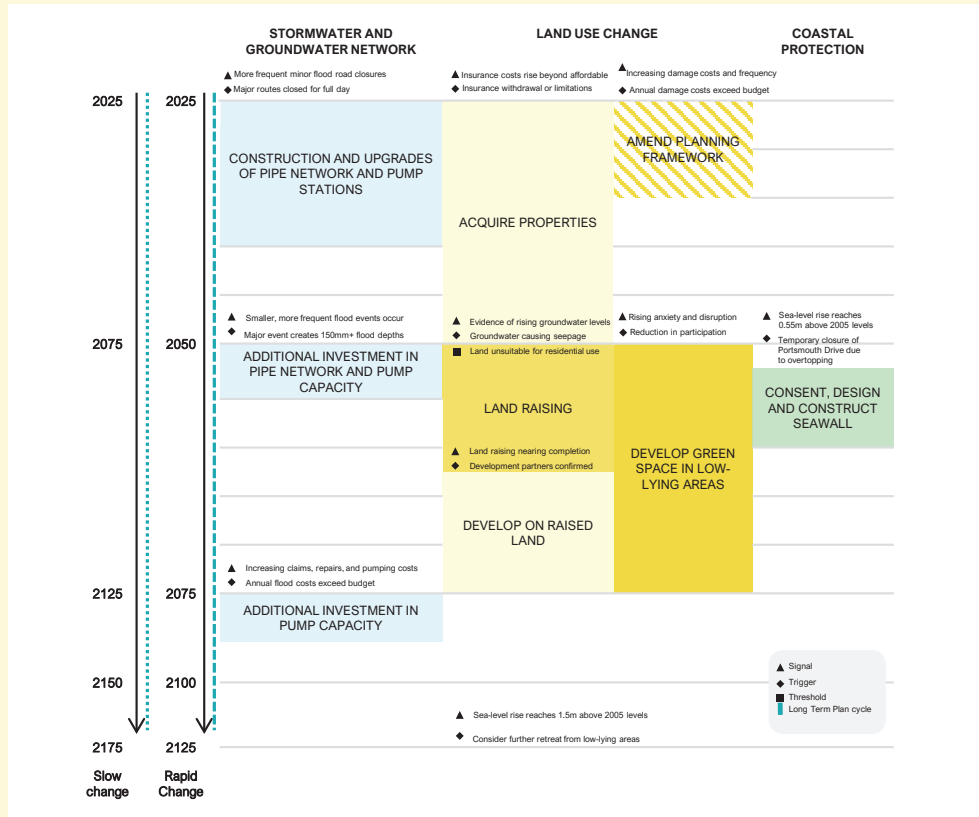 STORMWATER AND
GROUNDWATER NETWORK
LAND USE CHANGE
COASTAL
PROTECTION
More frequent minor flood road closures
Major routes closed for full day
Insurance costs rise beyond affordable
Insurance withdrawal or limitations
Increasing damage costs and frequency
Annual damage costs exceed budget
2025
2025
CONSTRUCTION AND UPGRADES
OF PIPE NETWORK AND PUMP
STATIONS
ACQUIRE PROPERTIES
AMEND PLANNING
FRAMEWORK
Smaller, more frequent flood events occur
Major event creates 150mm+ flood depths
Evidence of rising groundwater levels
Groundwater causing seepage
Land unsuitable for residential use
Rising anxiety and disruption
Reduction in participation
Sea-level rise reaches
0.55m above 2005 levels
Temporary closure of
Portsmouth Drive due
to overtopping
2075
2050
ADDITIONAL INVESTMENT IN
PIPE NETWORK AND PUMP
CAPACITY
LAND RAISING
CONSENT, DESIGN
AND CONSTRUCT
SEAWALL
Land raising nearing completion
Development partners confirmed
DEVELOP GREEN
SPACE IN LOW-
LYING AREAS
DEVELOP ON RAISED
LAND
Increasing claims, repairs, and pumping costs
Annual flood costs exceed budget
2125
2075
ADDITIONAL INVESTMENT IN
PUMP CAPACITY
2150
2100
Signal
Trigger
Threshold
Long Term Plan cycle
Sea-level rise reaches 1.5m above 2005 levels
Consider further retreat from low-lying areas
2175
2125
Slow
change
Rapid
Change